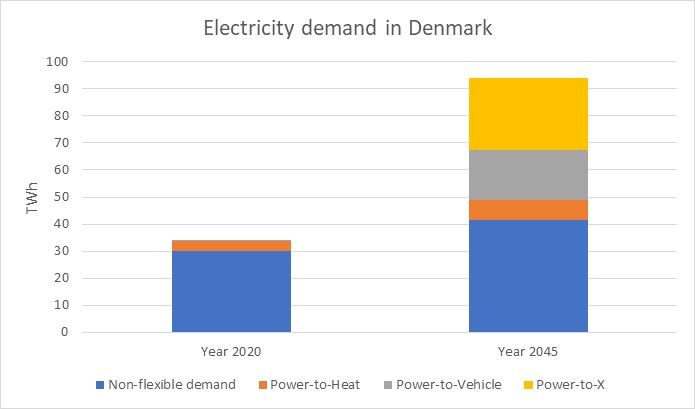 Electricity demand in Denmark
TWh
100
90
80
70
60
50
40
30
20
10
0
Year 2020 Year 2045
Non-flexible demand Power-to-Heat Power-to-Vehicle Power-to-X